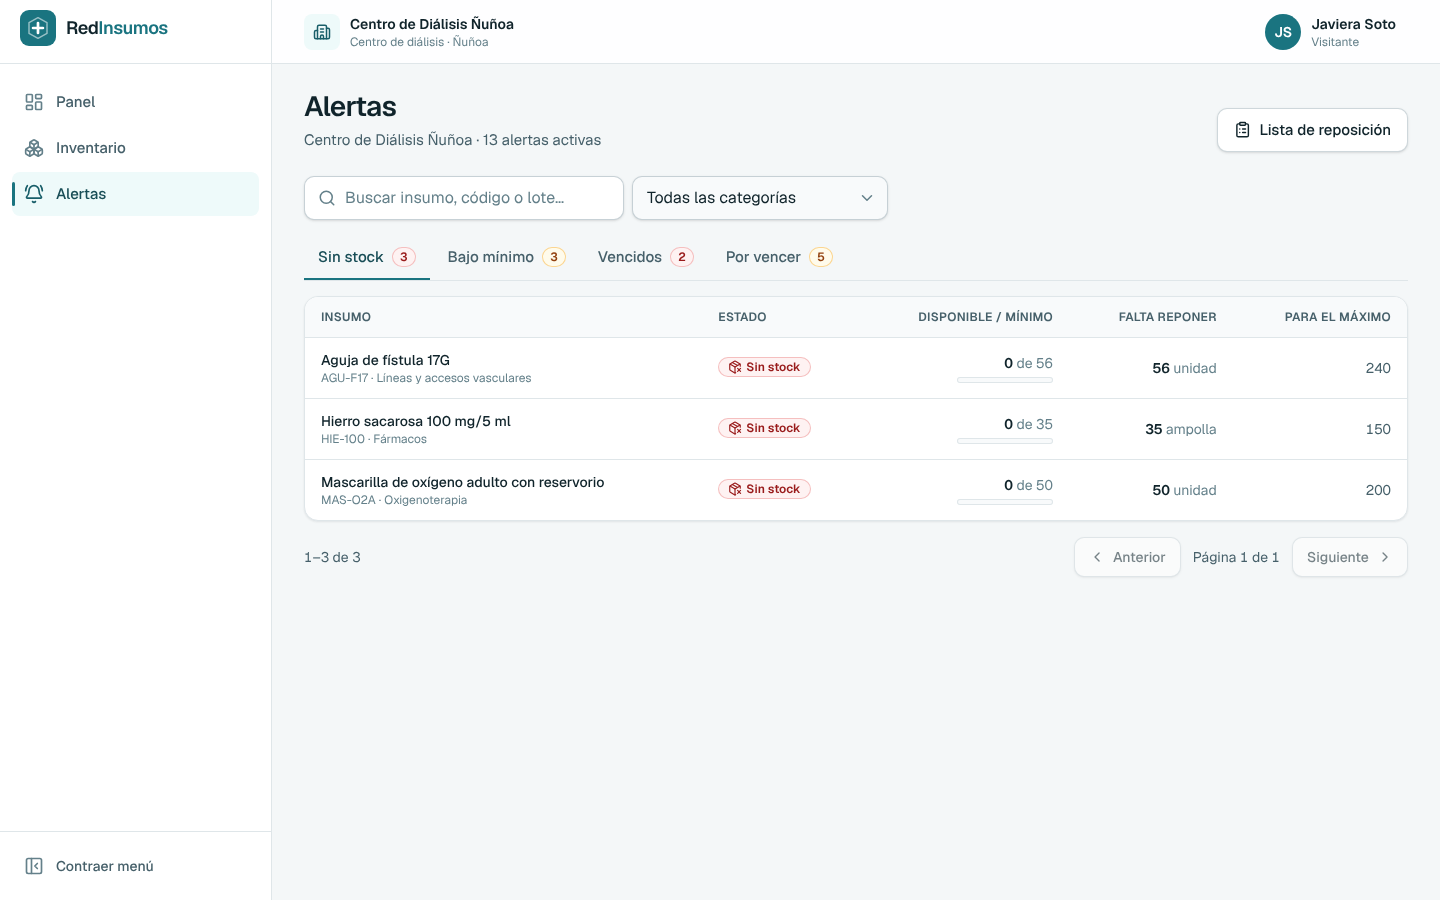 RedInsumos
Centro de Diálisis Ñuñoa
Centro de diálisis · Ñuñoa
JS
Javiera Soto
Visitante
Panel
Inventario
Alertas
Contraer menú
Alertas
Centro de Diálisis Ñuñoa · 13 alertas activas
Lista de reposición
Buscar insumo, código o lote...
Todas las categorías
Sin stock 3
Bajo mínimo 3
Vencidos 2
Por vencer 5
INSUMO ESTADO DISPONIBLE / MÍNIMO FALTA REPONER PARA EL MÁXIMO
Aguja de fístula 17G
AGU-F17 · Líneas y accesos vasculares
Sin stock
0 de 56
56 unidad
240
Hierro sacarosa 100 mg/5 ml
HIE-100 · Fármacos
Sin stock
0 de 35
35 ampolla
150
Mascarilla de oxígeno adulto con reservorio
MAS-O2A · Oxigenoterapia
Sin stock
0 de 50
50 unidad
200
1–3 de 3
Anterior
Página 1 de 1
Siguiente